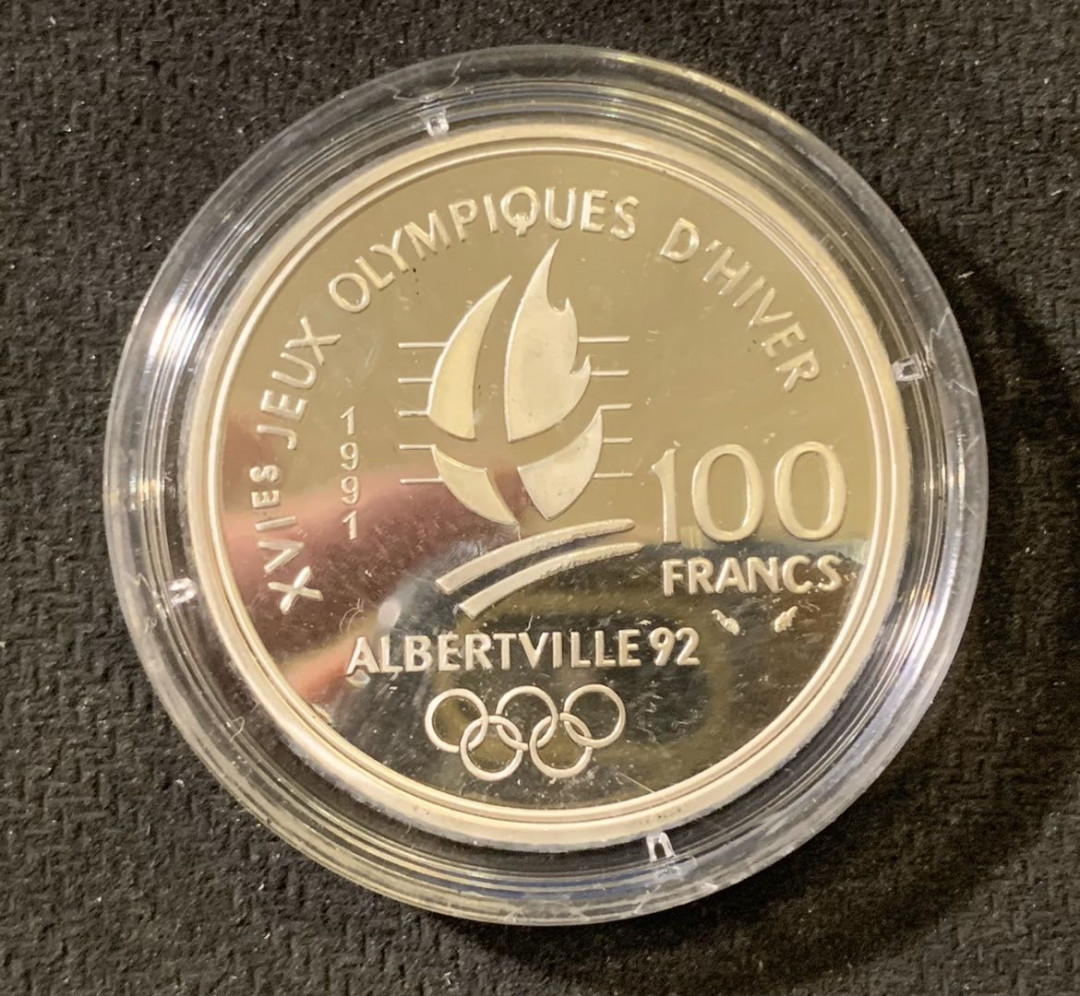 XVIES JEUX OLYMPIQUES D'HIVER
1991
100
FRANCS
ALBERTVILLE 92